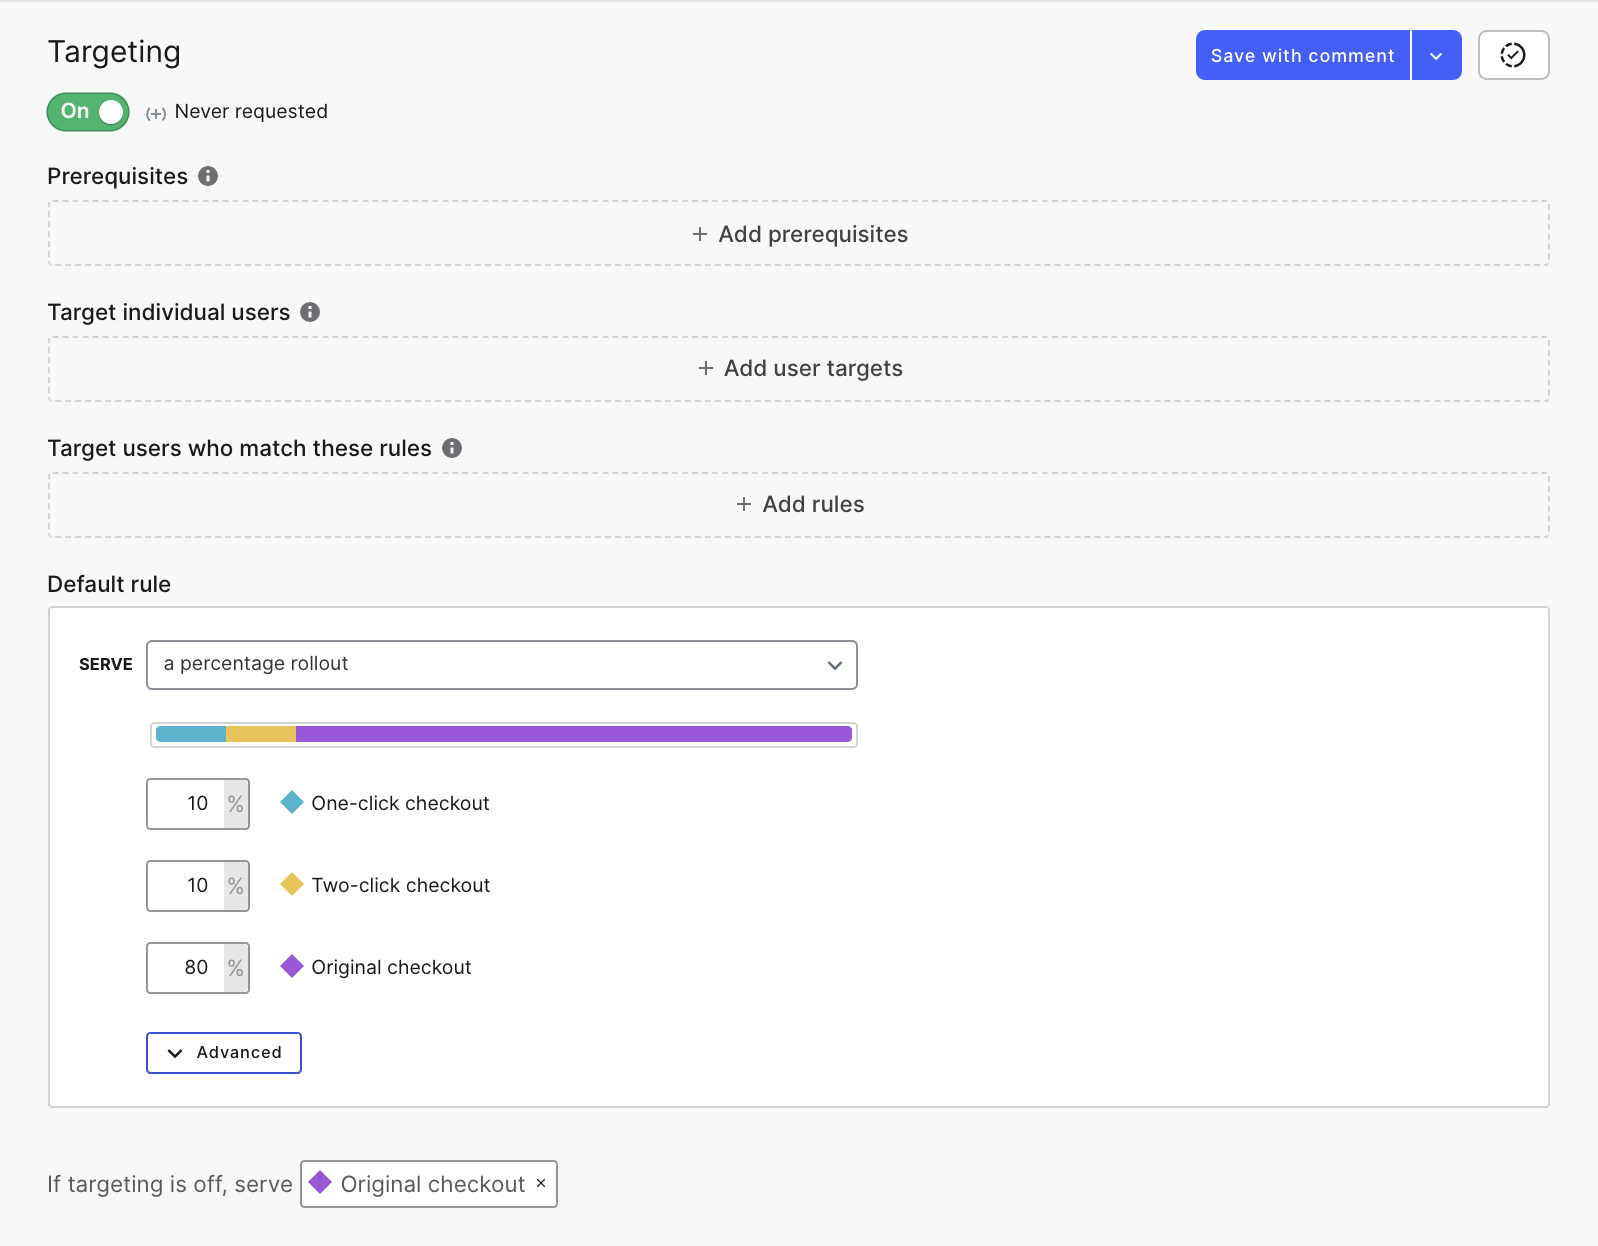 Targeting
Save with comment
On (+) Never requested
Prerequisites
+ Add prerequisites
Target individual users
+ Add user targets
Target users who match these rules
+ Add rules
Default rule
SERVE a percentage rollout
10 % One-click checkout
10 % Two-click checkout
80 % Original checkout
Advanced
If targeting is off, serve Original checkout ×